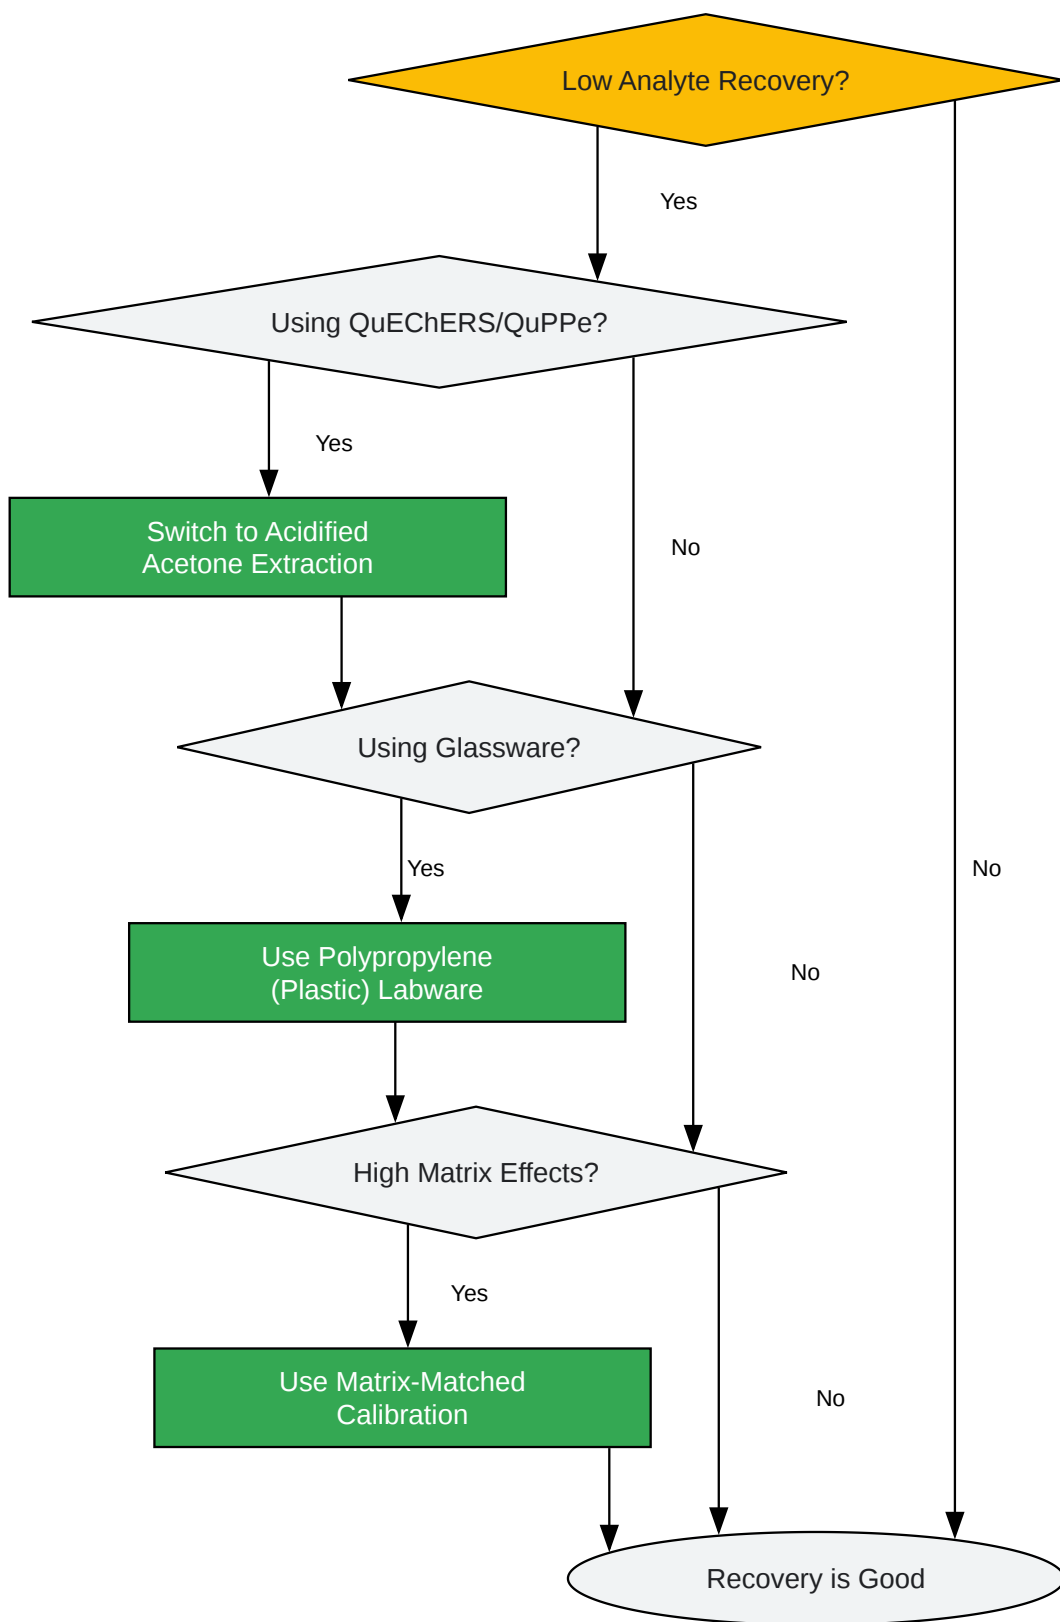 Low Analyte Recovery?
Yes
Using QuEChERS/QuPPe?
Yes
Switch to Acidified
Acetone Extraction
No
Using Glassware?
Yes
No
Use Polypropylene
(Plastic) Labware
No
High Matrix Effects?
Yes
Use Matrix-Matched
Calibration
No
Recovery is Good